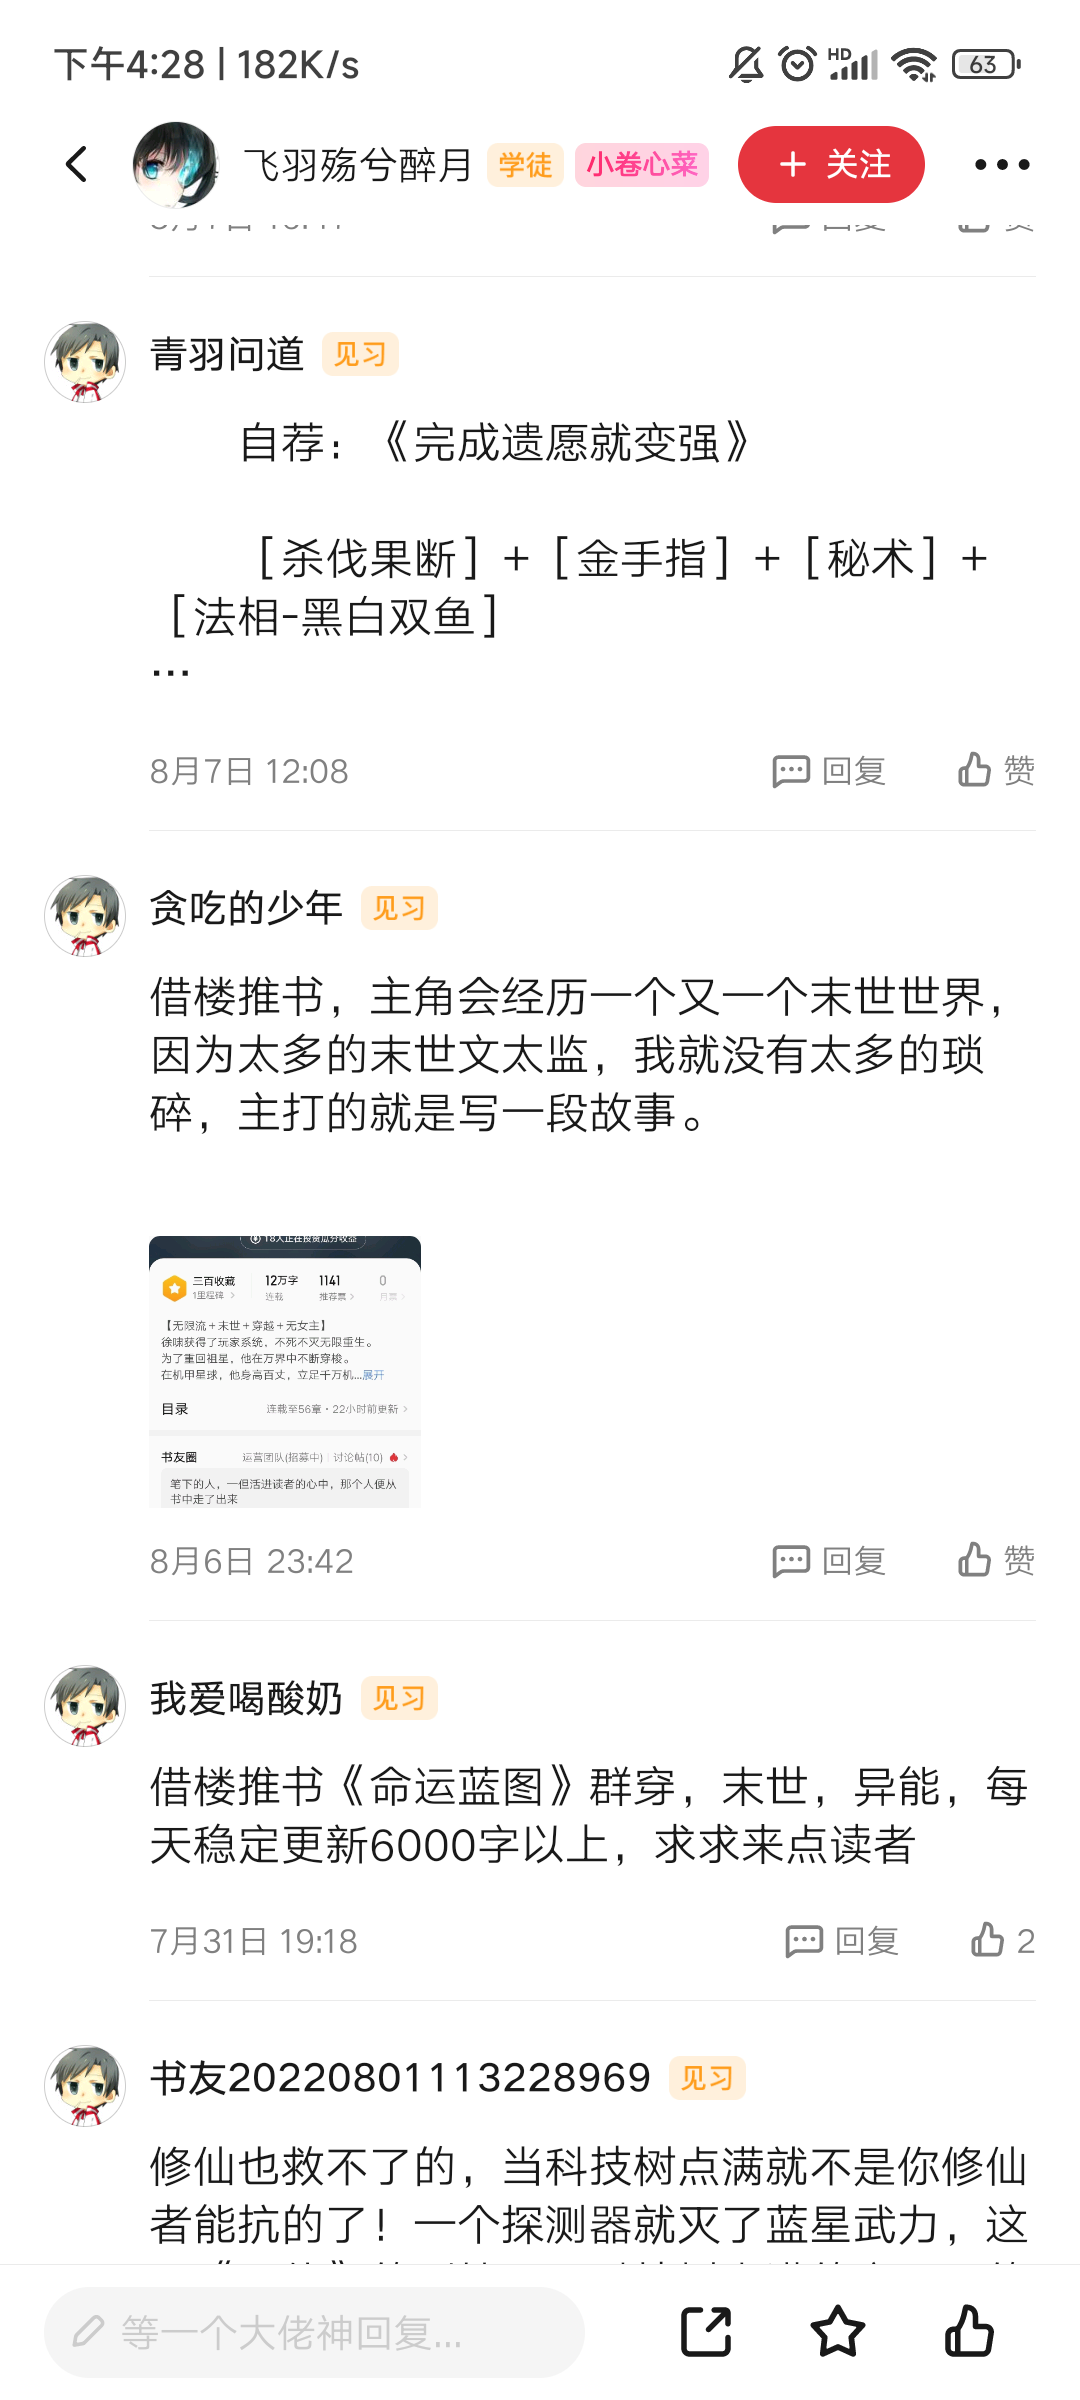 下午4:28 | 182K/s
HD
63
飞羽殇兮醉月 学徒 小卷心菜 + 关注
青羽问道 见习
自荐：《完成遗愿就变强》
［杀伐果断］+［金手指］+［秘术］+
［法相-黑白双鱼］
…
8月7日 12:08 回复 赞
贪吃的少年 见习
借楼推书，主角会经历一个又一个末世世界，
因为太多的末世文太监，我就没有太多的琐
碎，主打的就是写一段故事。
18人正在投资瓜分收益
三百收藏 12万字 1141 0
1里程碑 > 连载 推荐票 > 月票 >
【无限流+末世+穿越+无女主】
徐啸获得了玩家系统，不死不灭无限重生。
为了重回祖星，他在万界中不断穿梭。
在机甲星球，他身高百丈，立足千万机...展开
目录 连载至56章・22小时前更新 >
书友圈 运营团队(招募中) | 讨论帖(10) >
笔下的人，一但活进读者的心中，那个人便从
书中走了出来
8月6日 23:42 回复 赞
我爱喝酸奶 见习
借楼推书《命运蓝图》群穿，末世，异能，每
天稳定更新6000字以上，求求来点读者
7月31日 19:18 回复 2
书友20220801113228969 见习
修仙也救不了的，当科技树点满就不是你修仙
者能抗的了！一个探测器就灭了蓝星武力，这
等一个大佬神回复...